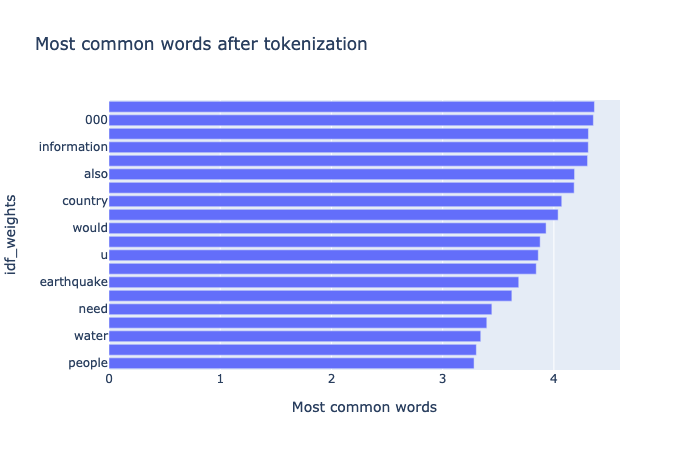 Most common words after tokenization
000
information
also
country
would
u
earthquake
need
water
people
idf_weights
0 1 2 3 4
Most common words